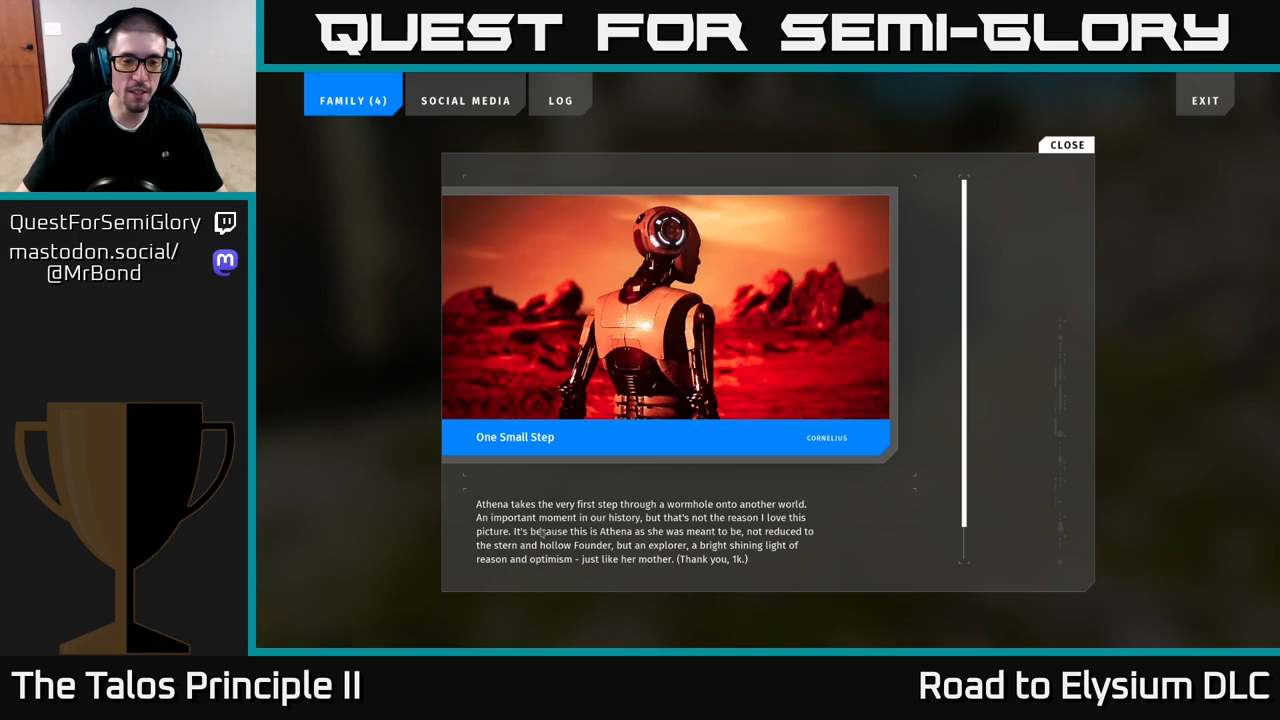 QUEST FOR SEMI-GLORY
FAMILY (4)
SOCIAL MEDIA
LOG
EXIT
CLOSE
QuestForSemiGlory
mastodon.social/
@MrBond
One Small Step
CORNELIUS
Athena takes the very first step through a wormhole onto another world.
An important moment in our history, but that's not the reason I love this
picture. It's because this is Athena as she was meant to be, not reduced to
the stern and hollow Founder, but an explorer, a bright shining light of
reason and optimism - just like her mother. (Thank you, 1k.)
The Talos Principle II
Road to Elysium DLC